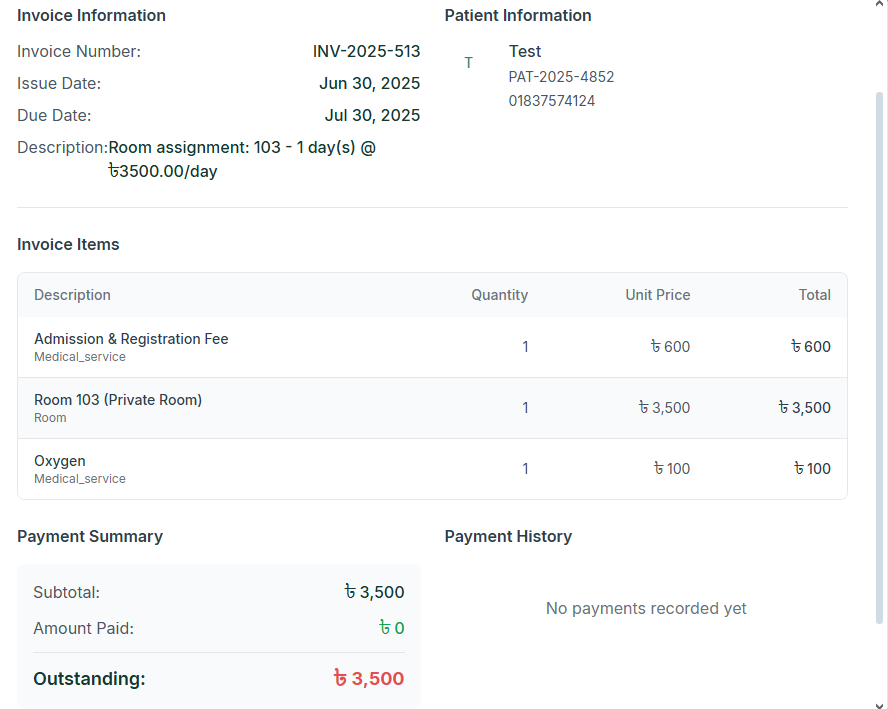 Invoice Information
Invoice Number: INV-2025-513
Issue Date: Jun 30, 2025
Due Date: Jul 30, 2025
Description:Room assignment: 103 - 1 day(s) @
৳3500.00/day
Patient Information
T
Test
PAT-2025-4852
01837574124
Invoice Items
Description Quantity Unit Price Total
Admission & Registration Fee 1 ৳ 600 ৳ 600
Medical_service
Room 103 (Private Room) 1 ৳ 3,500 ৳ 3,500
Room
Oxygen 1 ৳ 100 ৳ 100
Medical_service
Payment Summary
Subtotal: ৳ 3,500
Amount Paid: ৳ 0
Outstanding: ৳ 3,500
Payment History
No payments recorded yet